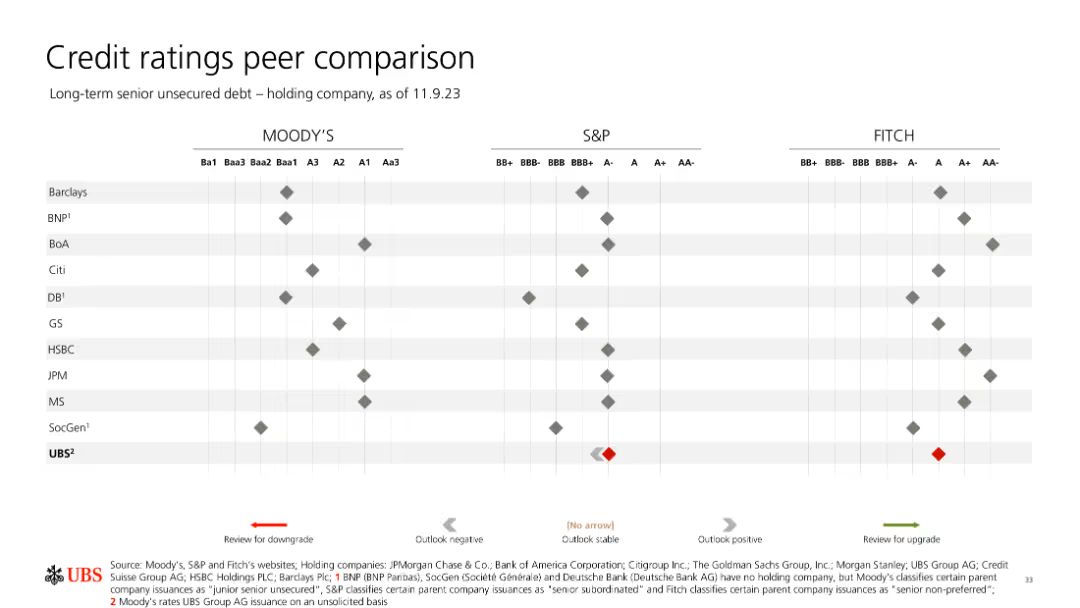 Credit ratings peer comparison
Long-term senior unsecured debt – holding company, as of 11.9.23
MOODY'S S&P FITCH
Ba1 Baa3 Baa2 Baa1 A3 A2 A1 Aa3 BB+ BBB- BBB BBB+ A- A A+ AA- BB+ BBB- BBB BBB+ A- A A+ AA-
Barclays
BNP¹
BoA
Citi
DB¹
GS
HSBC
JPM
MS
SocGen¹
UBS²
[No arrow]
Review for downgrade Outlook negative Outlook stable Outlook positive Review for upgrade
UBS
Source: Moody's, S&P and Fitch's websites; Holding companies: JPMorgan Chase & Co.; Bank of America Corporation; Citigroup Inc.; The Goldman Sachs Group, Inc.; Morgan Stanley; UBS Group AG; Credit
Suisse Group AG; HSBC Holdings PLC; Barclays Plc; 1 BNP (BNP Paribas), SocGen (Société Générale) and Deutsche Bank (Deutsche Bank AG) have no holding company, but Moody's classifies certain parent
company issuances as "junior senior unsecured", S&P classifies certain parent company issuances as "senior subordinated" and Fitch classifies certain parent company issuances as "senior non-preferred";
2 Moody's rates UBS Group AG issuance on an unsolicited basis
33